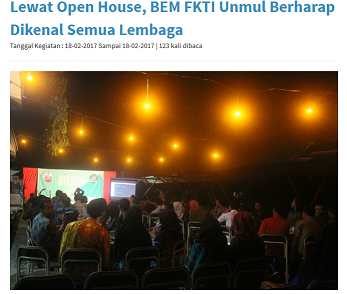 Lewat Open House, BEM FKTI Unmul Berharap
Dikenal Semua Lembaga
Tanggal Kegiatan : 18-02-2017 Sampai 18-02-2017 | 123 kali dibaca